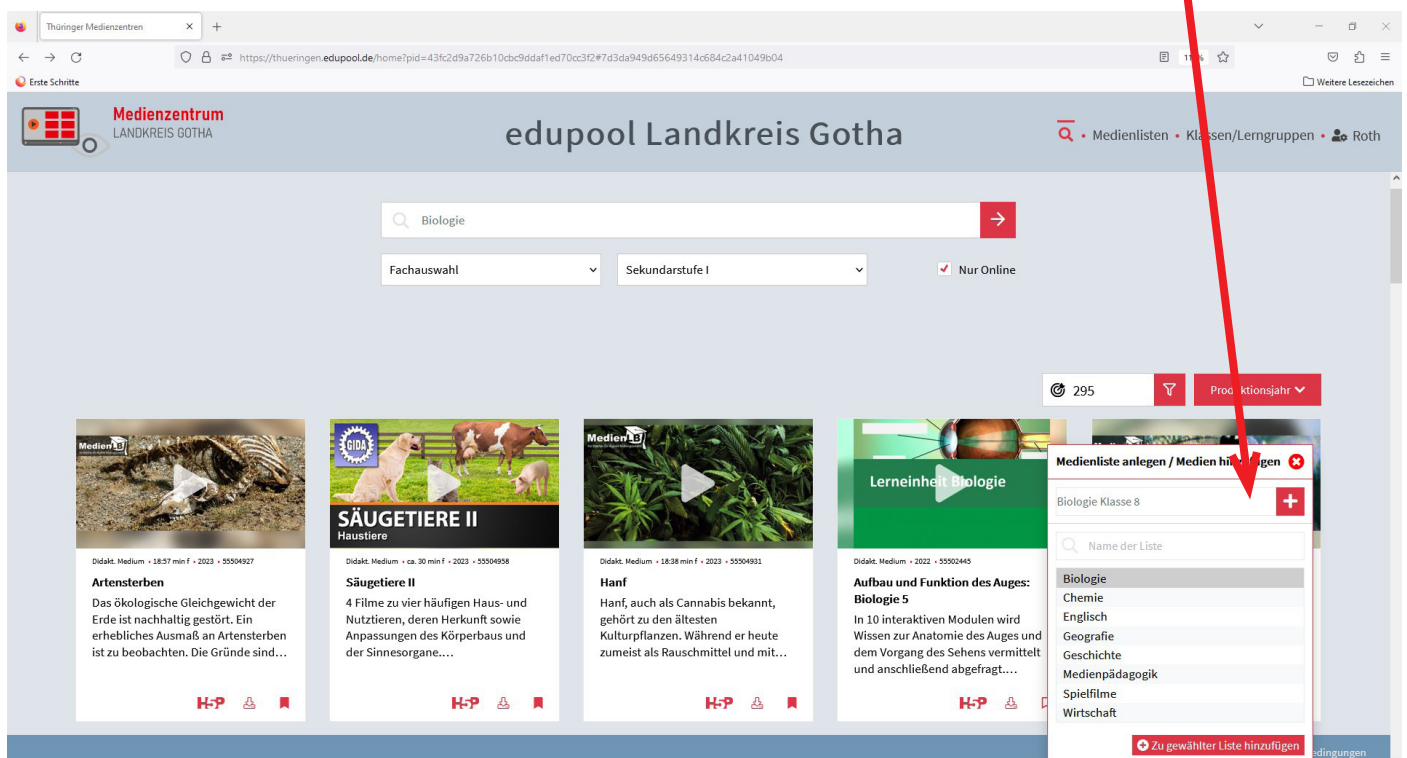 Thüringer Medienzentren
https://thueringen.edupool.de/home?pid=43fc2d9a726b10cbc9ddaf1ed70cc3f2#7d3da949d65649314c684c2a41049b04
Erste Schritte
Weitere Lesezeichen
Medienzentrum
LANDKREIS GOTHA
edupool Landkreis Gotha
• Medienlisten • Klassen/Lerngruppen • Roth
Biologie
Fachauswahl
Sekundarstufe I
Nur Online
295
Produktionsjahr
MedienLB
Didakt. Medium • 18:57 min f • 2023 • 55504927
Artensterben
Das ökologische Gleichgewicht der
Erde ist nachhaltig gestört. Ein
erhebliches Ausmaß an Artensterben
ist zu beobachten. Die Gründe sind…
H5P
GIDA
SÄUGETIERE II
Haustiere
Didakt. Medium • ca. 30 min f • 2023 • 55504958
Säugetiere II
4 Filme zu vier häufigen Haus- und
Nutztieren, deren Herkunft sowie
Anpassungen des Körperbaus und
der Sinnesorgane.…
H5P
MedienLB
Didakt. Medium • 18:38 min f • 2023 • 55504931
Hanf
Hanf, auch als Cannabis bekannt,
gehört zu den ältesten
Kulturpflanzen. Während er heute
zumeist als Rauschmittel und mit…
H5P
Lerneinheit Biologie
Didakt. Medium • 2022 • 55502445
Aufbau und Funktion des Auges:
Biologie 5
In 10 interaktiven Modulen wird
Wissen zur Anatomie des Auges und
dem Vorgang des Sehens vermittelt
und anschließend abgefragt.…
H5P
Medienliste anlegen / Medien hinzufügen
Biologie Klasse 8
Name der Liste
Biologie
Chemie
Englisch
Geografie
Geschichte
Medienpädagogik
Spielfilme
Wirtschaft
Zu gewählter Liste hinzufügen
edingungen